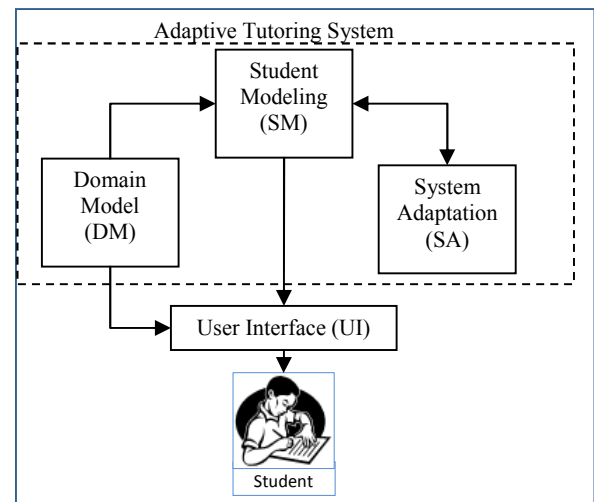 Adaptive Tutoring System
Student
Modeling
(SM)
Domain
Model
(DM)
System
Adaptation
(SA)
User Interface (UI)
Student